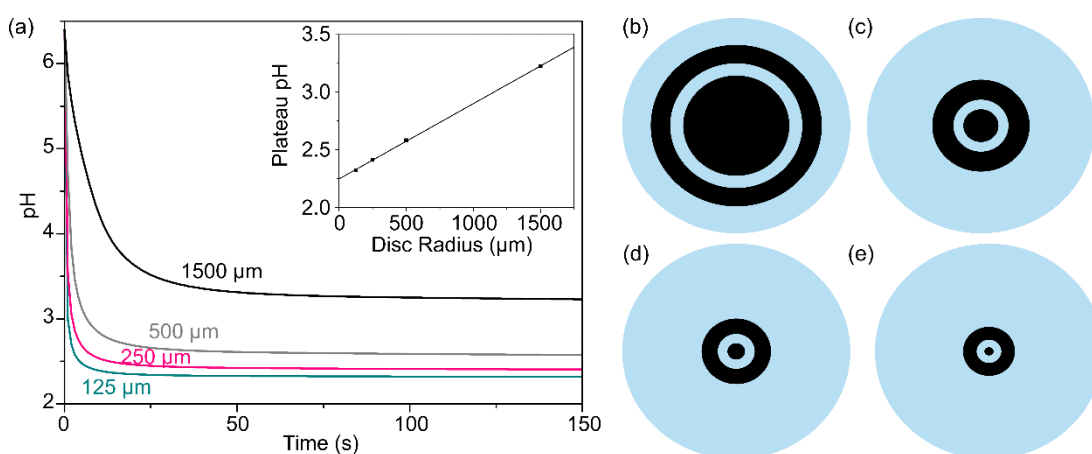 (a)
6
5
4
3
2
pH
0
50
100
150
Time (s)
1500 µm
500 µm
250 µm
125 µm
3.5
3.0
2.5
2.0
Plateau pH
0
500
1000
1500
Disc Radius (µm)
(b)
(c)
(d)
(e)